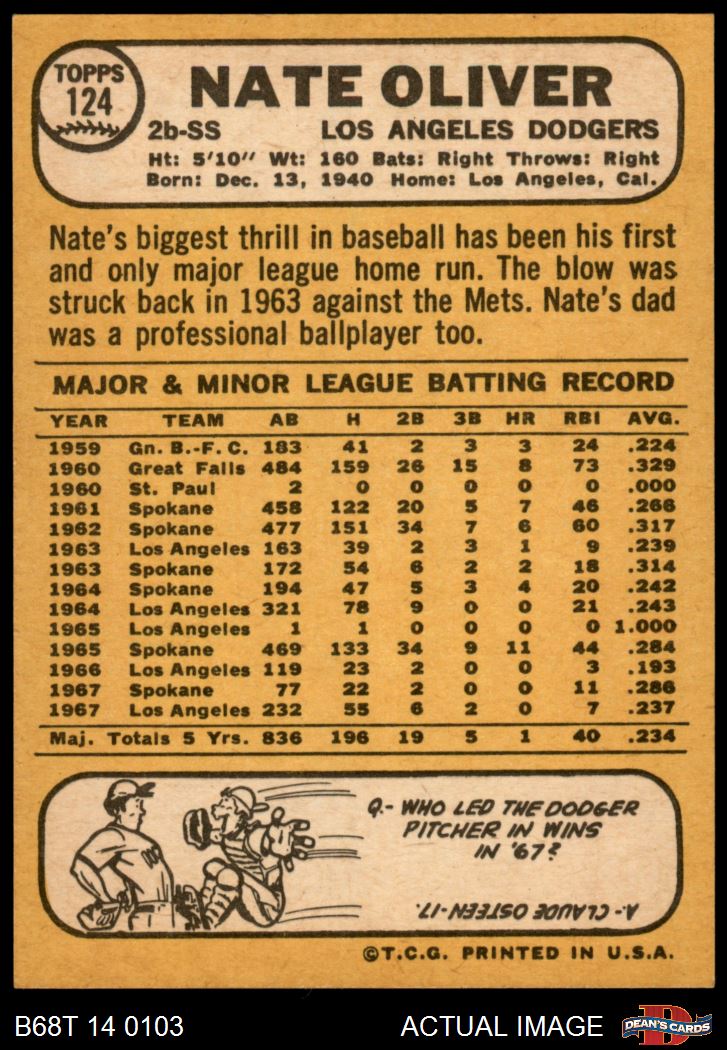 TOPPS
124
NATE OLIVER
2b-SS LOS ANGELES DODGERS
Ht: 5'10" Wt: 160 Bats: Right Throws: Right
Born: Dec. 13, 1940 Home: Los Angeles, Cal.
Nate's biggest thrill in baseball has been his first
and only major league home run. The blow was
struck back in 1963 against the Mets. Nate's dad
was a professional ballplayer too.
MAJOR & MINOR LEAGUE BATTING RECORD
YEAR TEAM AB H 2B 3B HR RBI AVG.
1959 Gn. B.-F. C. 183 41 2 3 3 24 .224
1960 Great Falls 484 159 26 15 8 73 .329
1960 St. Paul 2 0 0 0 0 0 .000
1961 Spokane 458 122 20 5 7 46 .266
1962 Spokane 477 151 34 7 6 60 .317
1963 Los Angeles 163 39 2 3 1 9 .239
1963 Spokane 172 54 6 2 2 18 .314
1964 Spokane 194 47 5 3 4 20 .242
1964 Los Angeles 321 78 9 0 0 21 .243
1965 Los Angeles 1 1 0 0 0 0 1.000
1965 Spokane 469 133 34 9 11 44 .284
1966 Los Angeles 119 23 2 0 0 3 .193
1967 Spokane 77 22 2 0 0 11 .286
1967 Los Angeles 232 55 6 2 0 7 .237
Maj. Totals 5 Yrs. 836 196 19 5 1 40 .234
Q.- WHO LED THE DODGER
PITCHER IN WINS
IN '67?
A.- CLAUDE OSTEEN-17.
©T.C.G. PRINTED IN U.S.A.
B68T 14 0103 ACTUAL IMAGE
D
DEAN'S CARDS